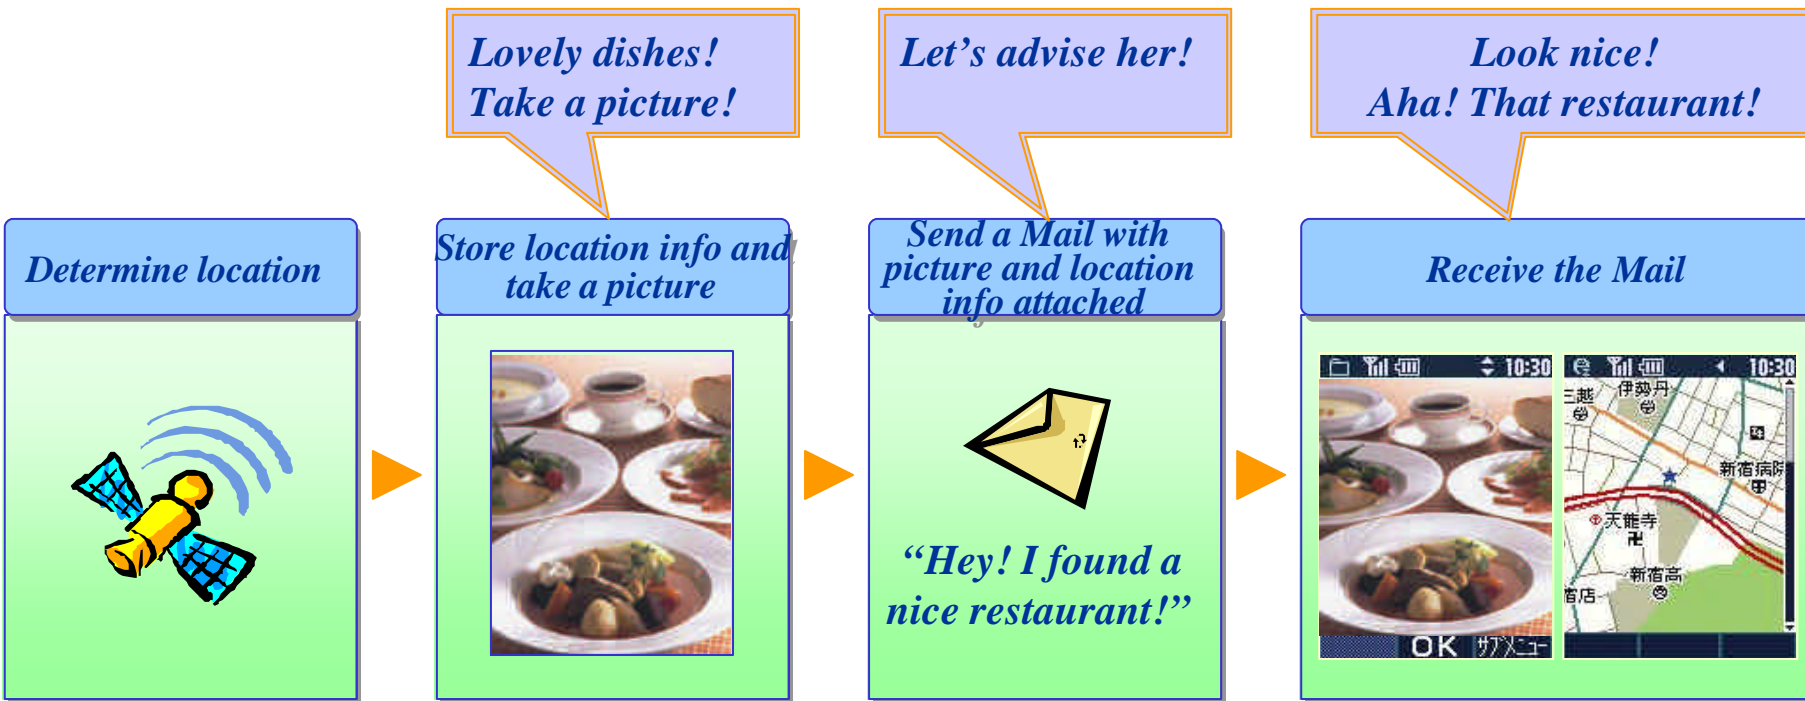 Lovely dishes!
Take a picture!
Let's advise her!
Look nice!
Aha! That restaurant!
Determine location
Store location info and
take a picture
Send a Mail with
picture and location
info attached
Receive the Mail
“Hey! I found a
nice restaurant!”
10:30
OK サブメニュー
10:30
三越
伊勢丹
新宿病院
天龍寺
新宿高
宿店